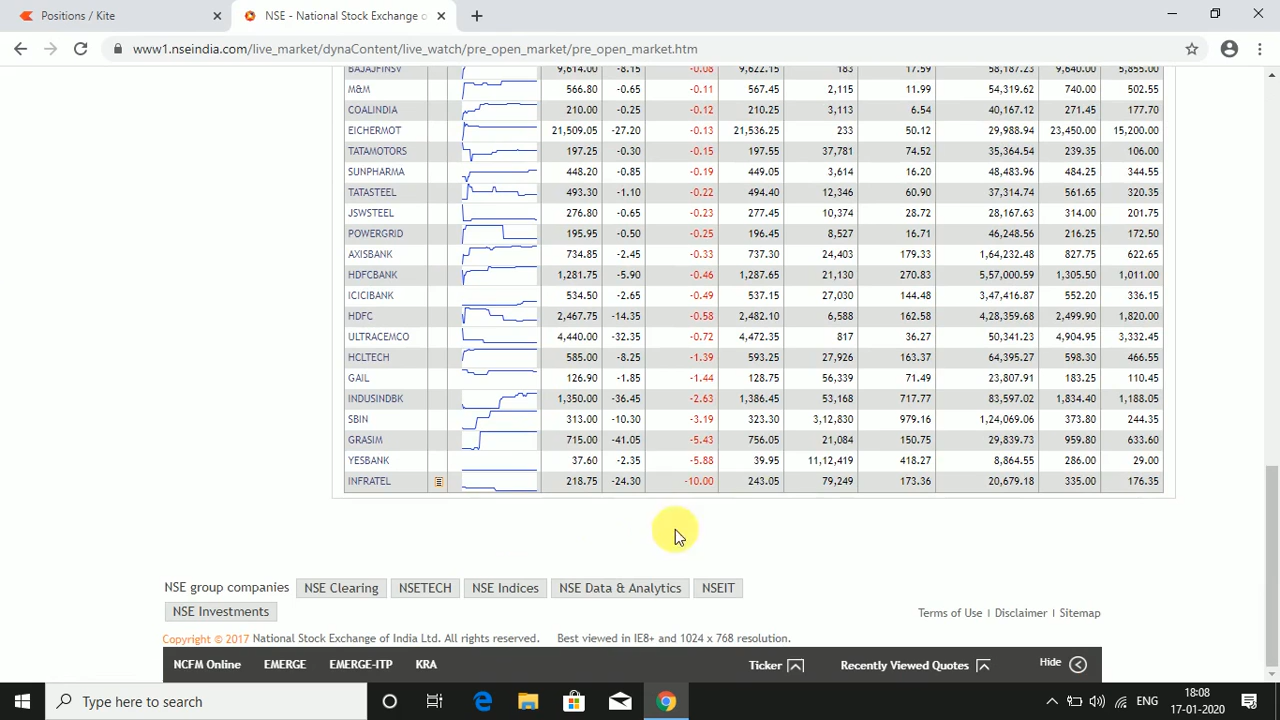 Positions / Kite
NSE - National Stock Exchange o
www1.nseindia.com/live_market/dynaContent/live_watch/pre_open_market/pre_open_market.htm
BAJAJFINSV 9,614.00 -8.15 -0.08 9,622.15 183 17.59 58,187.23 9,640.00 5,855.00
M&M 566.80 -0.65 -0.11 567.45 2,115 11.99 54,319.62 740.00 502.55
COALINDIA 210.00 -0.25 -0.12 210.25 3,113 6.54 40,167.12 271.45 177.70
EICHERMOT 21,509.05 -27.20 -0.13 21,536.25 233 50.12 29,988.94 23,450.00 15,200.00
TATAMOTORS 197.25 -0.30 -0.15 197.55 37,781 74.52 35,364.54 239.35 106.00
SUNPHARMA 448.20 -0.85 -0.19 449.05 3,614 16.20 48,483.96 484.25 344.55
TATASTEEL 493.30 -1.10 -0.22 494.40 12,346 60.90 37,314.74 561.65 320.35
JSWSTEEL 276.80 -0.65 -0.23 277.45 10,374 28.72 28,167.63 314.00 201.75
POWERGRID 195.95 -0.50 -0.25 196.45 8,527 16.71 46,248.56 216.25 172.50
AXISBANK 734.85 -2.45 -0.33 737.30 24,403 179.33 1,64,232.48 827.75 622.65
HDFCBANK 1,281.75 -5.90 -0.46 1,287.65 21,130 270.83 5,57,000.59 1,305.50 1,011.00
ICICIBANK 534.50 -2.65 -0.49 537.15 27,030 144.48 3,47,416.87 552.20 336.15
HDFC 2,467.75 -14.35 -0.58 2,482.10 6,588 162.58 4,28,359.68 2,499.90 1,820.00
ULTRACEMCO 4,440.00 -32.35 -0.72 4,472.35 817 36.27 50,341.23 4,904.95 3,332.45
HCLTECH 585.00 -8.25 -1.39 593.25 27,926 163.37 64,395.27 598.30 466.55
GAIL 126.90 -1.85 -1.44 128.75 56,339 71.49 23,807.91 183.25 110.45
INDUSINDBK 1,350.00 -36.45 -2.63 1,386.45 53,168 717.77 83,597.02 1,834.40 1,188.05
SBIN 313.00 -10.30 -3.19 323.30 3,12,830 979.16 1,24,069.06 373.80 244.35
GRASIM 715.00 -41.05 -5.43 756.05 21,084 150.75 29,839.73 959.80 633.60
YESBANK 37.60 -2.35 -5.88 39.95 11,12,419 418.27 8,864.55 286.00 29.00
INFRATEL 218.75 -24.30 -10.00 243.05 79,249 173.36 20,679.18 335.00 176.35
NSE group companies NSE Clearing NSETECH NSE Indices NSE Data & Analytics NSEIT
NSE Investments
Terms of Use | Disclaimer | Sitemap
Copyright © 2017 National Stock Exchange of India Ltd. All rights reserved. Best viewed in IE8+ and 1024 x 768 resolution.
NCFM Online EMERGE EMERGE-ITP KRA Ticker Recently Viewed Quotes Hide
Type here to search
ENG
18:08
17-01-2020